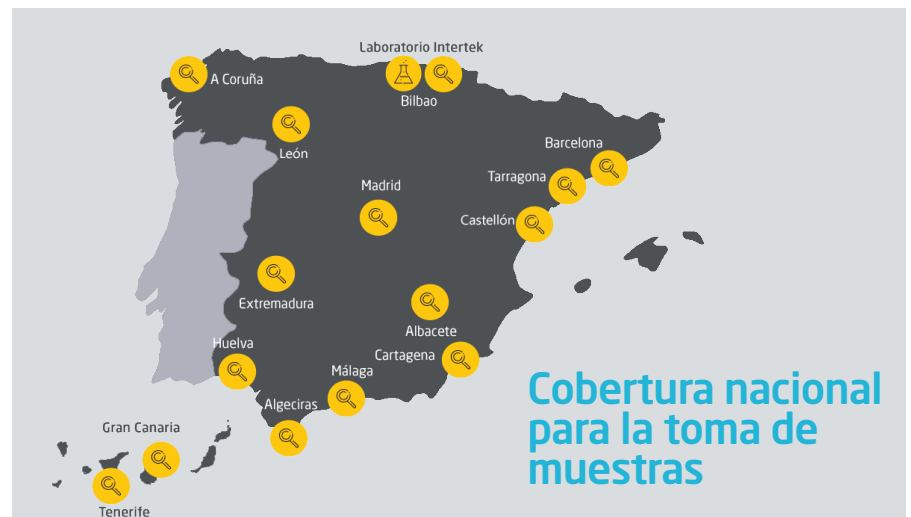 Laboratorio Intertek
A Coruña
Bilbao
León
Barcelona
Tarragona
Madrid
Castellón
Extremadura
Albacete
Huelva
Cartagena
Málaga
Algeciras
Gran Canaria
Tenerife
Cobertura nacional
para la toma de
muestras